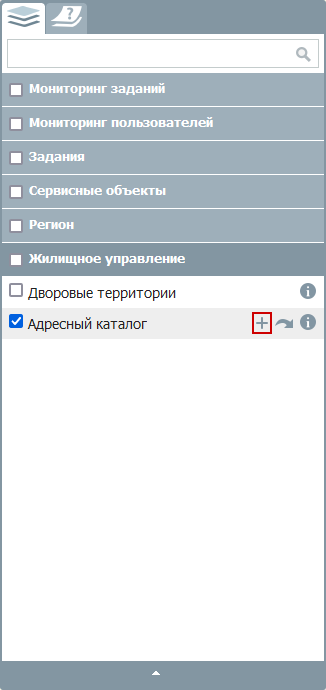 ?
Мониторинг заданий
Мониторинг пользователей
Задания
Сервисные объекты
Регион
Жилищное управление
Дворовые территории
Адресный каталог